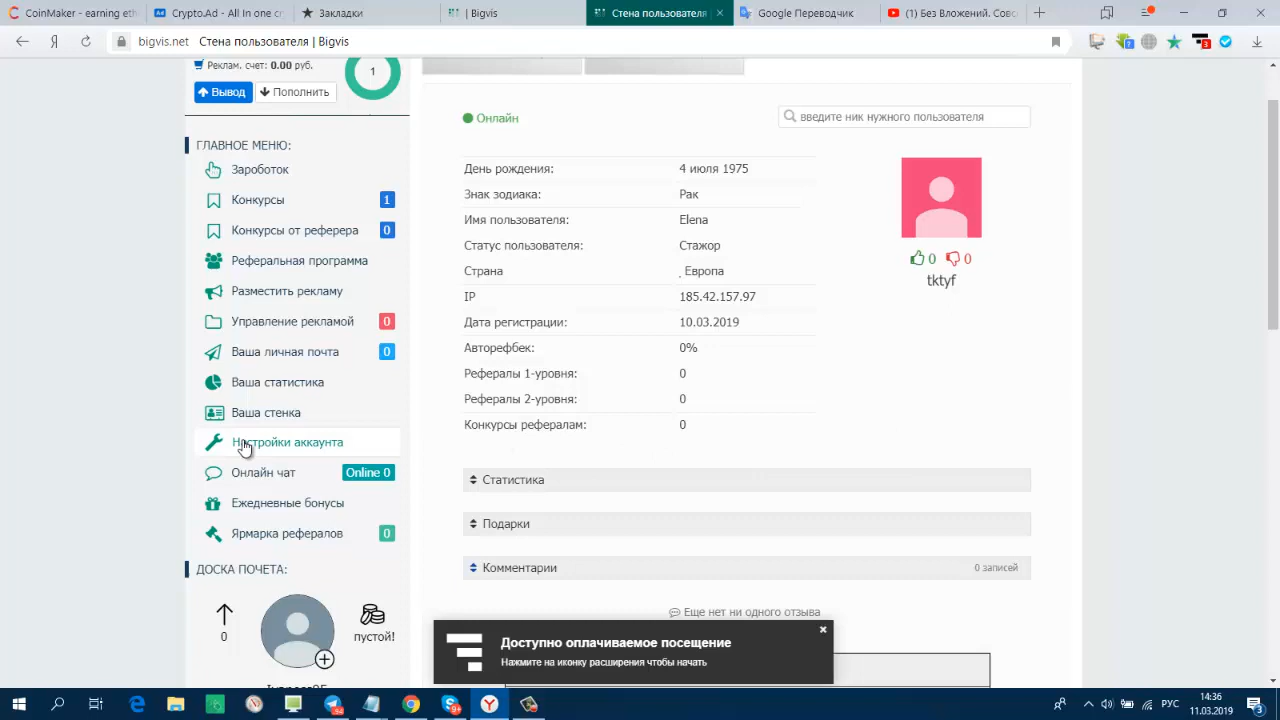 CoinMaker - earning eth
Crypto.Ad - All In one cr
Закладки
| Bigvis
Стена пользователя |
Google Переводчик
(1) Без Вложений. Совс
bigvis.net Стена пользователя | Bigvis
7
3
Реклам. счет: 0.00 руб.
1
Вывод
Пополнить
ГЛАВНОЕ МЕНЮ:
Зароботок
Конкурсы 1
Конкурсы от реферера 0
Реферальная программа
Разместить рекламу
Управление рекламой 0
Ваша личная почта 0
Ваша статистика
Ваша стенка
Настройки аккаунта
Онлайн чат Online 0
Ежедневные бонусы
Ярмарка рефералов 0
ДОСКА ПОЧЕТА:
0
пустой!
Онлайн
введите ник нужного пользователя
День рождения: 4 июля 1975
Знак зодиака: Рак
Имя пользователя: Elena
Статус пользователя: Стажор
Страна , Европа
IP 185.42.157.97
Дата регистрации: 10.03.2019
Авторефбек: 0%
Рефералы 1-уровня: 0
Рефералы 2-уровня: 0
Конкурсы рефералам: 0
0 0
tktyf
Статистика
Подарки
Комментарии 0 записей
Еще нет ни одного отзыва
Доступно оплачиваемое посещение
Нажмите на иконку расширения чтобы начать
РУС
14:36
11.03.2019
3